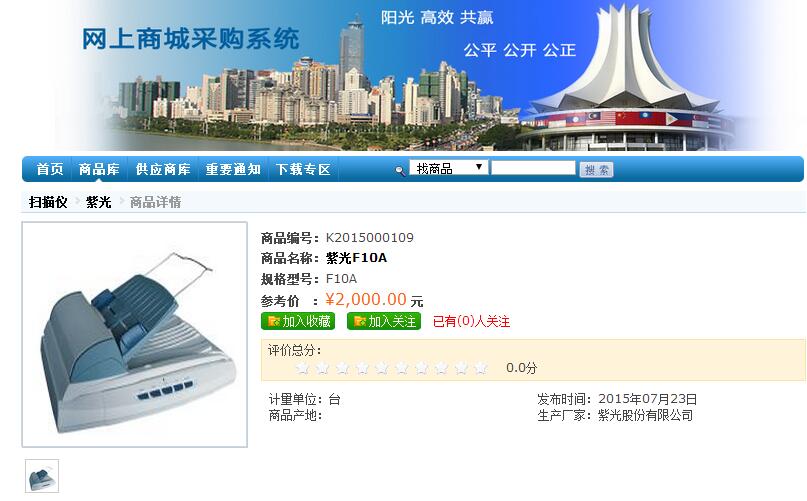 阳光 高效 共赢
网上商城采购系统
公平 公开 公正
首页 商品库 供应商库 重要通知 下载专区 找商品 搜 索
扫描仪 紫光 商品详情
商品编号：K2015000109
商品名称：紫光F10A
规格型号：F10A
参考价 ：¥2,000.00 元
加入收藏 加入关注 已有(0)人关注
评价总分：
0.0分
计量单位：台 发布时间：2015年07月23日
商品产地： 生产厂家：紫光股份有限公司